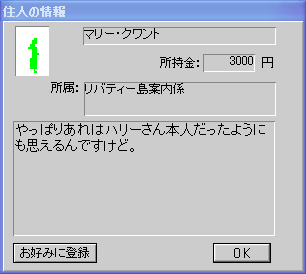 住人の情報
マリー・クワント
所持金: 3000 円
所属: リバティー島案内係
やっぱりあれはハリーさん本人だったように
も思えるんですけど。
お好みに登録 OK